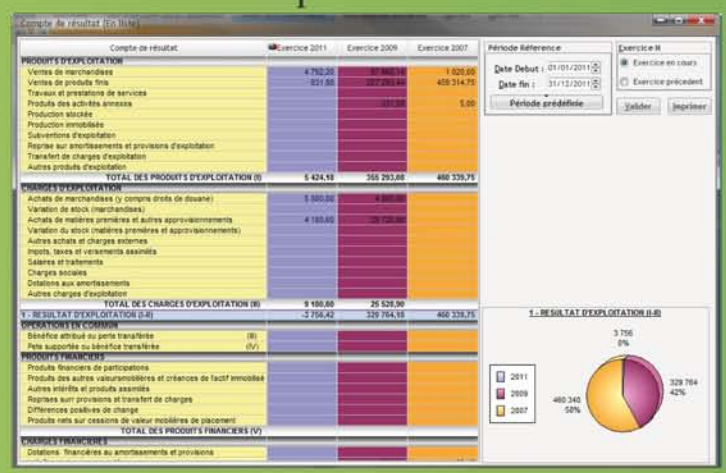 Compte de résultat (En liste)
Compte de résultat Exercice 2011 Exercice 2009 Exercice 2007
PRODUITS D'EXPLOITATION
Ventes de marchandises 4 792,20 1 020,00
Ventes de produits finis 631,98 459 314,75
Travaux et prestations de services
Produits des activités annexes 331,50 5,00
Production stockée
Production immobilisée
Subventions d'exploitation
Reprise sur amortissements et provisions d'exploitation
Transfert de charges d'exploitation
Autres produits d'exploitation
TOTAL DES PRODUITS D'EXPLOITATION (I) 5 424,18 355 293,08 460 339,75
CHARGES D'EXPLOITATION
Achats de marchandises (y compris droits de douane) 5 000,00
Variation de stock (marchandises)
Achats de matières premières et autres approvisionnements 4 180,60
Variation du stock (matières premières et approvisionnements)
Autres achats et charges externes
Impots, taxes et versements assimilés
Salaires et traitements
Charges sociales
Dotations aux amortissements
Autres charges d'exploitation
TOTAL DES CHARGES D'EXPLOITATION (II) 9 180,60 25 528,90
1 - RESULTAT D'EXPLOITATION (I-II) -3 756,42 329 764,18 460 339,75
OPERATIONS EN COMMUN
Bénéfice attribué ou perte transférée (III)
Pete supportée ou bénéfice transférée (IV)
PRODUITS FINANCIERS
Produits financiers de participations
Produits des autres valeursmobilières et créances de l'actif immobilisé
Autres intérêts et produits assimilés
Reprises surr provisions et transfert de charges
Différences positives de change
Produits nets sur cessions de valeur mobilières de placement
TOTAL DES PRODUITS FINANCIERS (V)
CHARGES FINANCIERES
Dotations financières au amortissements et provisions
Période Réference
Date Debut : 01/01/2011
Date fin : 31/12/2011
Période prédéfinie
Exercice N
Exercice en cours
Exercice précedent
Valider Imprimer
1 - RESULTAT D'EXPLOITATION (I-II)
3 756
0%
2011
2009
2007
329 764
42%
460 340
58%